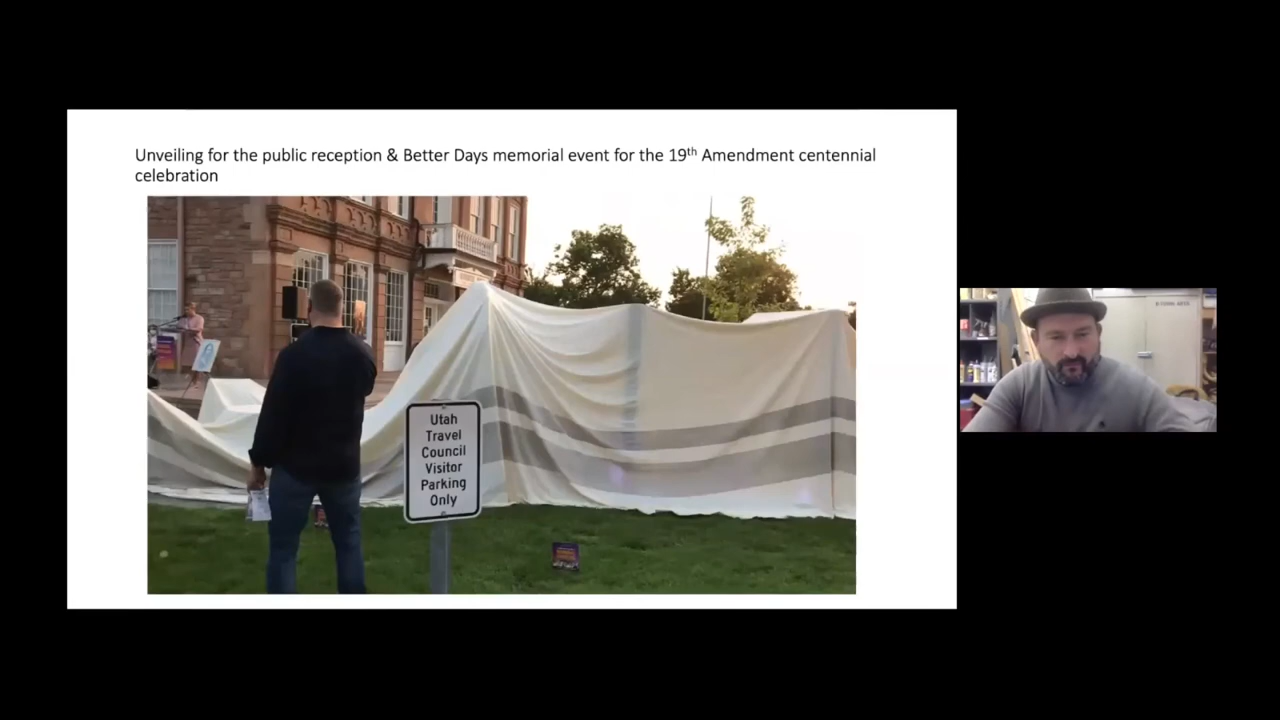 Unveiling for the public reception & Better Days memorial event for the 19th Amendment centennial
celebration
Utah
Travel
Council
Visitor
Parking
Only